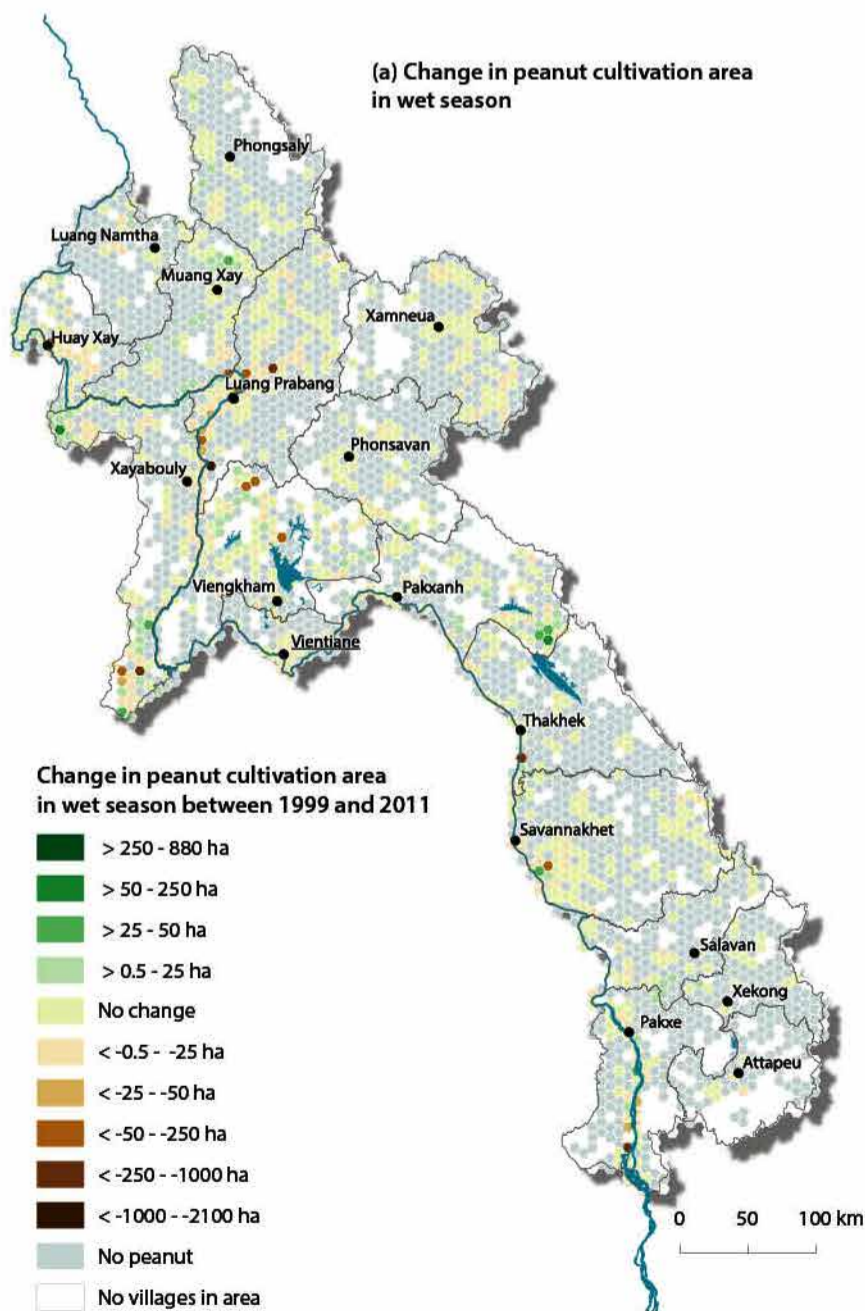 (a) Change in peanut cultivation area
in wet season
Phongsaly
Luang Namtha
Muang Xay
Xamneua
Huay Xay
Luang Prabang
Phonsavan
Xayabouly
Viengkham
Pakxanh
Vientiane
Thakhek
Change in peanut cultivation area
in wet season between 1999 and 2011
> 250 - 880 ha
> 50 - 250 ha
> 25 - 50 ha
> 0.5 - 25 ha
No change
< -0.5 - -25 ha
< -25 - -50 ha
< -50 - -250 ha
< -250 - -1000 ha
< -1000 - -2100 ha
No peanut
No villages in area
Savannakhet
Salavan
Xekong
Pakxe
Attapeu
0 50 100 km